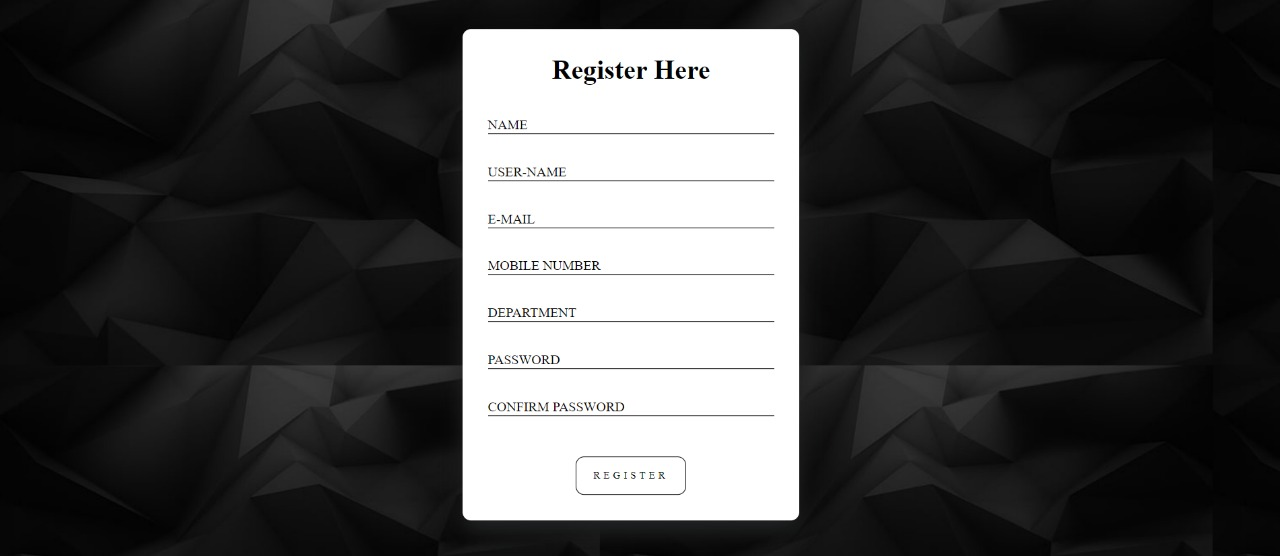 Register Here
NAME
USER-NAME
E-MAIL
MOBILE NUMBER
DEPARTMENT
PASSWORD
CONFIRM PASSWORD
REGISTER